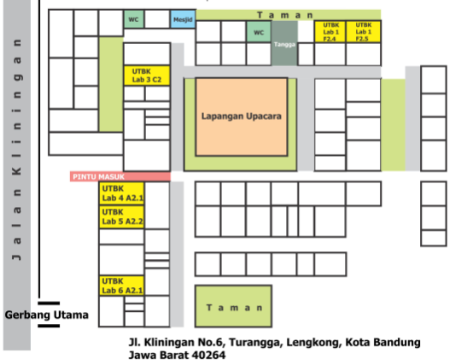 Taman
WC
Mesjid
WC
Tangga
UTBK
Lab 1
F2.4
UTBK
Lab 1
F2.5
UTBK
Lab 3 C2
Lapangan Upacara
Jalan Kliningan
PINTU MASUK
UTBK
Lab 4 A2.1
UTBK
Lab 5 A2.2
UTBK
Lab 6 A2.1
Gerbang Utama
Taman
Jl. Kliningan No.6, Turangga, Lengkong, Kota Bandung
Jawa Barat 40264